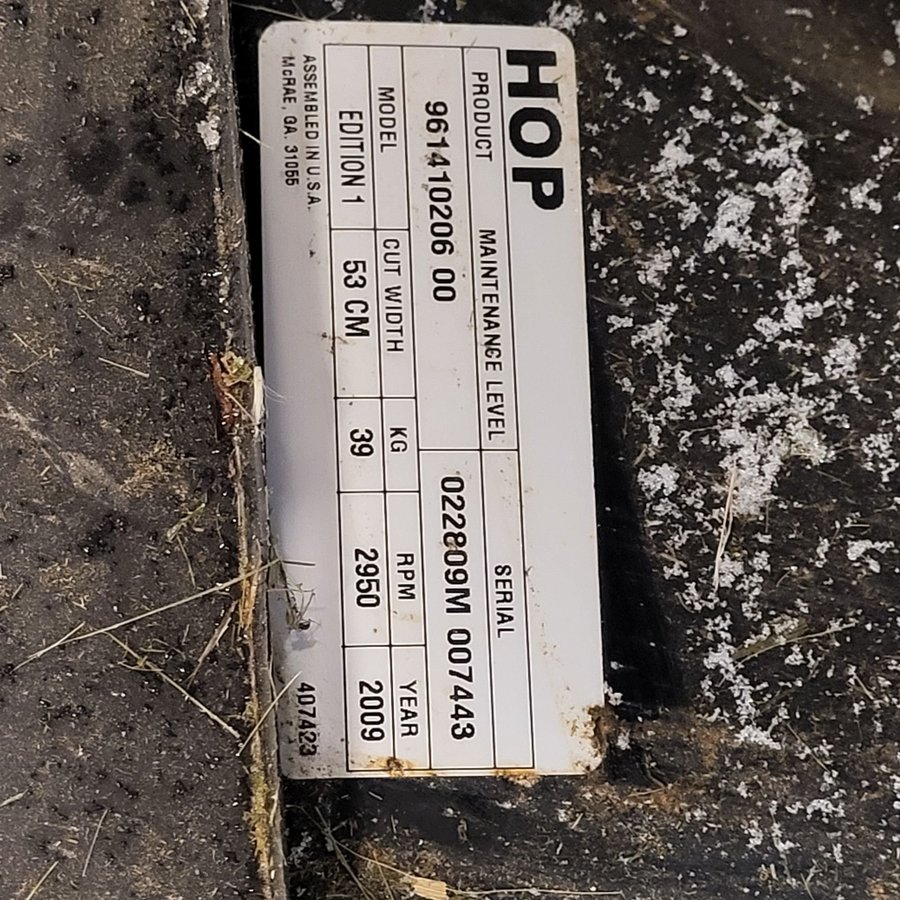 HOP
PRODUCT MAINTENANCE LEVEL SERIAL
961410206 00 022809M 007443
MODEL CUT WIDTH KG RPM YEAR
EDITION 1 53 CM 39 2950 2009
ASSEMBLED IN U.S.A. 407423
McRAE, GA. 31055